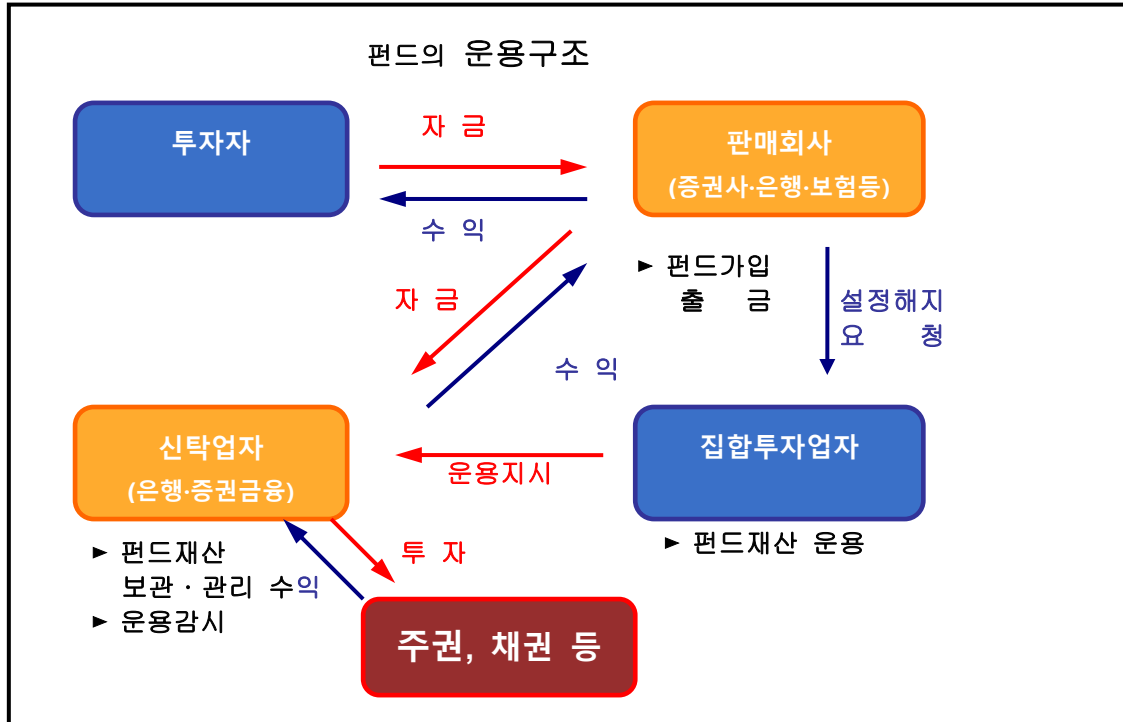 펀드의 운용구조
투자자
자 금
판매회사
(증권사·은행·보험등)
수 익
► 펀드가입
출 금
설정해지
요 청
자 금
수 익
신탁업자
(은행·증권금융)
운용지시
집합투자업자
► 펀드재산
보관·관리 수익
► 운용감시
투 자
► 펀드재산 운용
주권, 채권 등